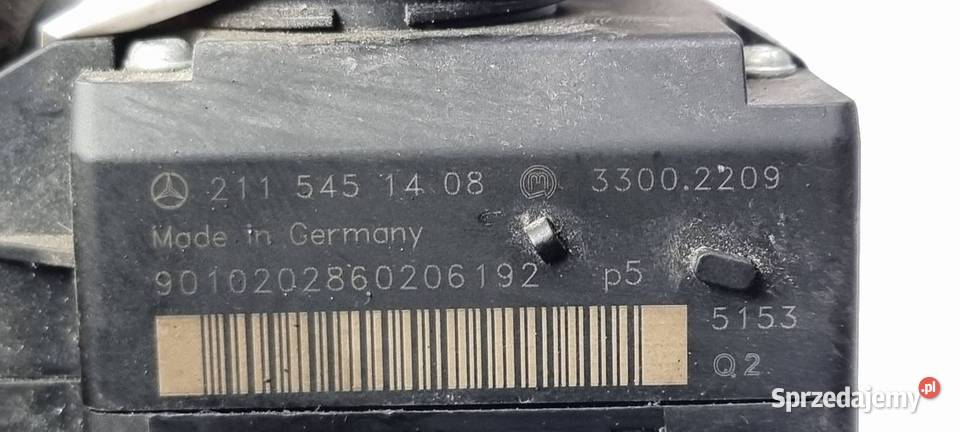 211 545 14 08 3300.2209
Made in Germany
9010202860206192 p5
5153
Q2
Sprzedajemy.pl